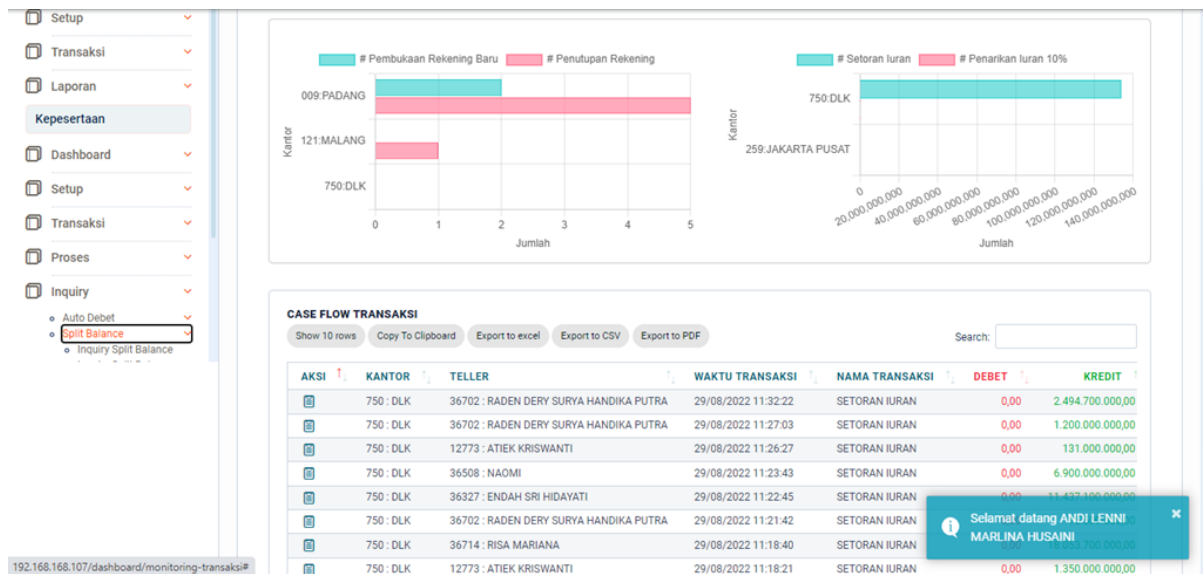 Setup
Transaksi
Laporan
Kepesertaan
Dashboard
Setup
Transaksi
Proses
Inquiry
Auto Debet
Split Balance
Inquiry Split Balance
# Pembukaan Rekening Baru # Penutupan Rekening
Kantor
009:PADANG
121:MALANG
750:DLK
0 1 2 3 4 5
Jumlah
# Setoran Iuran # Penarikan Iuran 10%
Kantor
750:DLK
259:JAKARTA PUSAT
0 20,000,000,000 40,000,000,000 60,000,000,000 80,000,000,000 100,000,000,000 120,000,000,000 140,000,000,000
Jumlah
CASE FLOW TRANSAKSI
Show 10 rows Copy To Clipboard Export to excel Export to CSV Export to PDF Search:
AKSI KANTOR TELLER WAKTU TRANSAKSI NAMA TRANSAKSI DEBET KREDIT
750 : DLK 36702 : RADEN DERY SURYA HANDIKA PUTRA 29/08/2022 11:32:22 SETORAN IURAN 0,00 2.494.700.000,00
750 : DLK 36702 : RADEN DERY SURYA HANDIKA PUTRA 29/08/2022 11:27:03 SETORAN IURAN 0,00 1.200.000.000,00
750 : DLK 12773 : ATIEK KRISWANTI 29/08/2022 11:26:27 SETORAN IURAN 0,00 131.000.000,00
750 : DLK 36508 : NAOMI 29/08/2022 11:23:43 SETORAN IURAN 0,00 6.900.000.000,00
750 : DLK 36327 : ENDAH SRI HIDAYATI 29/08/2022 11:22:45 SETORAN IURAN 0,00 11.437.100.000,00
750 : DLK 36702 : RADEN DERY SURYA HANDIKA PUTRA 29/08/2022 11:21:42 SETORAN IURAN
750 : DLK 36714 : RISA MARIANA 29/08/2022 11:18:40 SETORAN IURAN
750 : DLK 12773 : ATIEK KRISWANTI 29/08/2022 11:18:21 SETORAN IURAN 0,00 1.350.000.000,00
Selamat datang ANDI LENNI
MARLINA HUSAINI
192.168.168.107/dashboard/monitoring-transaksi#